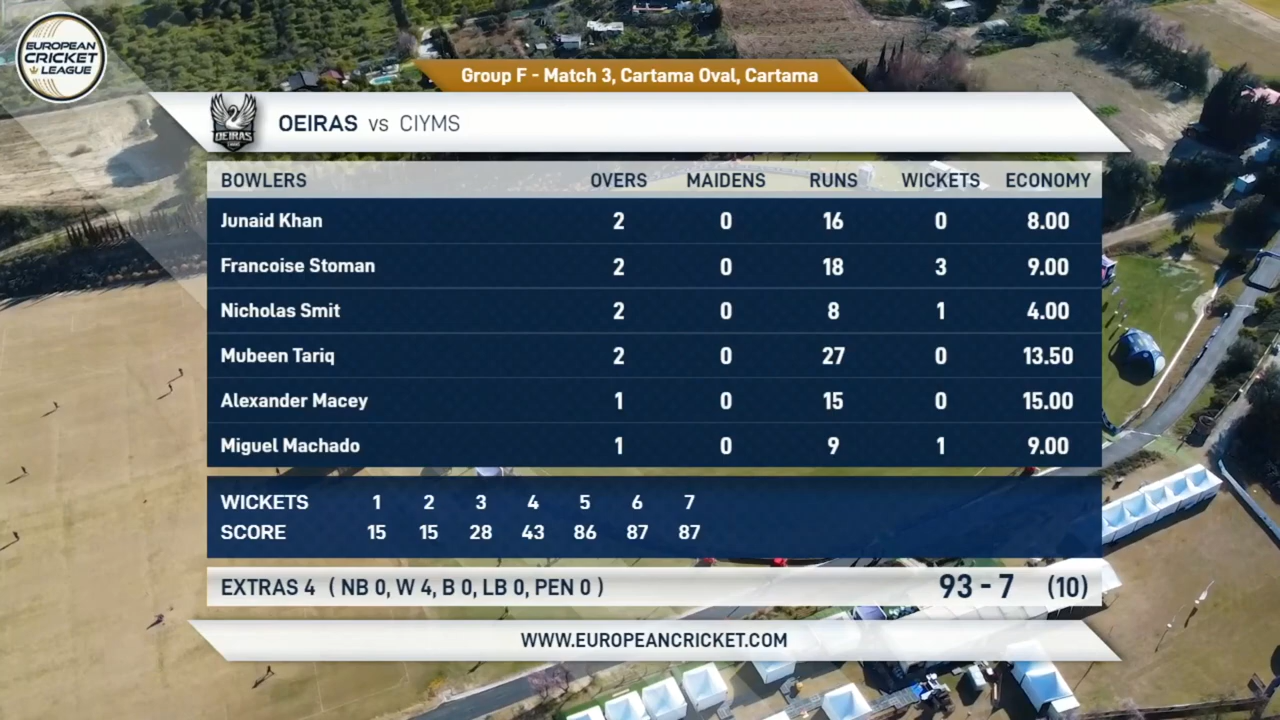 EUROPEAN
CRICKET
LEAGUE
Group F - Match 3, Cartama Oval, Cartama
OEIRAS
OEIRAS vs CIYMS
BOWLERS OVERS MAIDENS RUNS WICKETS ECONOMY
Junaid Khan 2 0 16 0 8.00
Francoise Stoman 2 0 18 3 9.00
Nicholas Smit 2 0 8 1 4.00
Mubeen Tariq 2 0 27 0 13.50
Alexander Macey 1 0 15 0 15.00
Miguel Machado 1 0 9 1 9.00
WICKETS 1 2 3 4 5 6 7
SCORE 15 15 28 43 86 87 87
EXTRAS 4 ( NB 0, W 4, B 0, LB 0, PEN 0 ) 93 - 7 (10)
WWW.EUROPEANCRICKET.COM